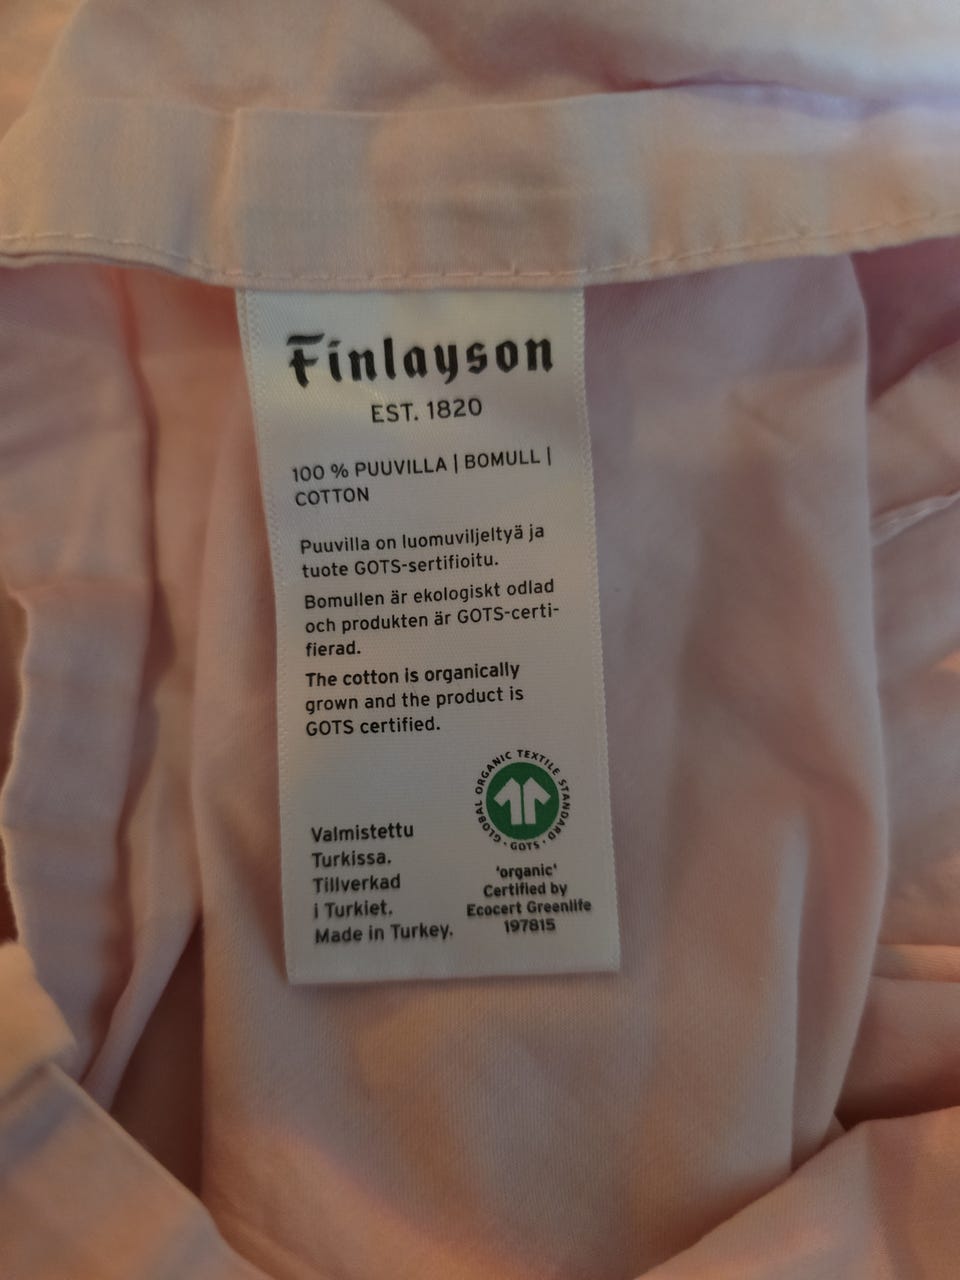 Finlayson
EST. 1820
100 % PUUVILLA | BOMULL |
COTTON
Puuvilla on luomuviljeltyä ja
tuote GOTS-sertifioitu.
Bomullen är ekologiskt odlad
och produkten är GOTS-certi-
fierad.
The cotton is organically
grown and the product is
GOTS certified.
GLOBAL ORGANIC TEXTILE STANDARD · GOTS ·
Valmistettu
Turkissa.
Tillverkad
i Turkiet.
Made in Turkey.
'organic'
Certified by
Ecocert Greenlife
197815